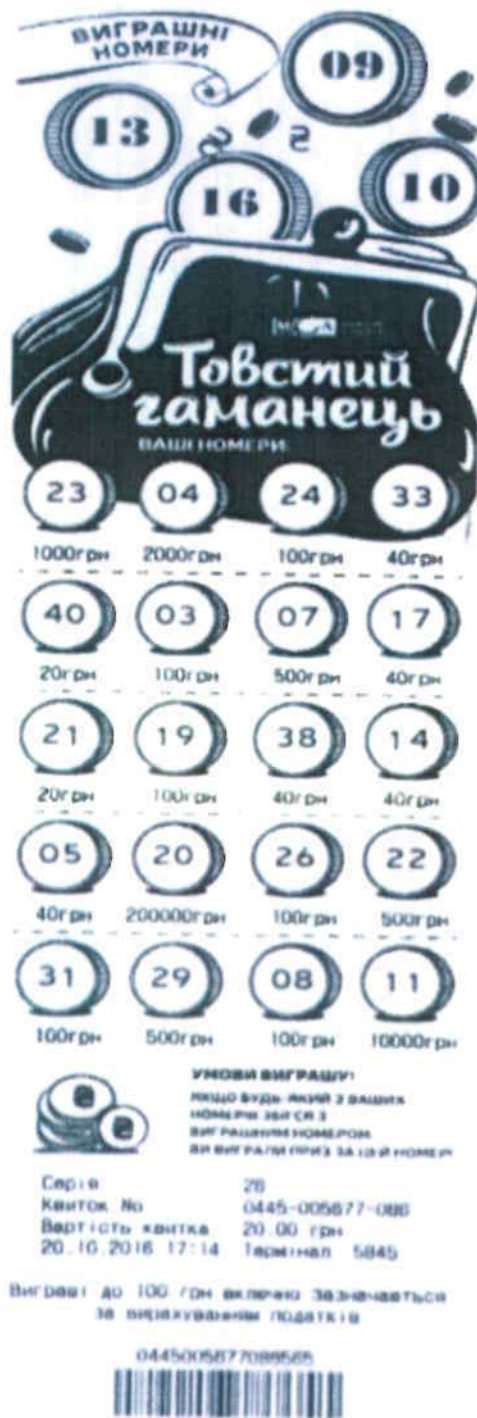 ВИГРАШНІ
НОМЕРИ
09
13
16
10
Товстий
гаманець
ВАШІ НОМЕРИ:
23 04 24 33
1000грн 2000грн 100грн 40грн
40 03 07 17
20грн 100грн 500грн 40грн
21 19 38 14
20грн 100грн 40грн 40грн
05 20 26 22
40грн 200000грн 100грн 500грн
31 29 08 11
100грн 500грн 100грн 10000грн
УМОВИ ВИГРАШУ:
ЯКЩО БУДЬ-ЯКИЙ З ВАШИХ
НОМЕРІВ ЗБІГСЯ З
ВИГРАШНИМ НОМЕРОМ
ВИ ВИГРАЛИ ПРИЗ ЗА ЦЕЙ НОМЕР!
Серія 26
Квиток No 0445-005877-086
Вартість квитка 20.00 грн
20.10.2016 17:14 Термінал 5845
Виграші до 100 грн включно зазначаються
за вирахуванням податків